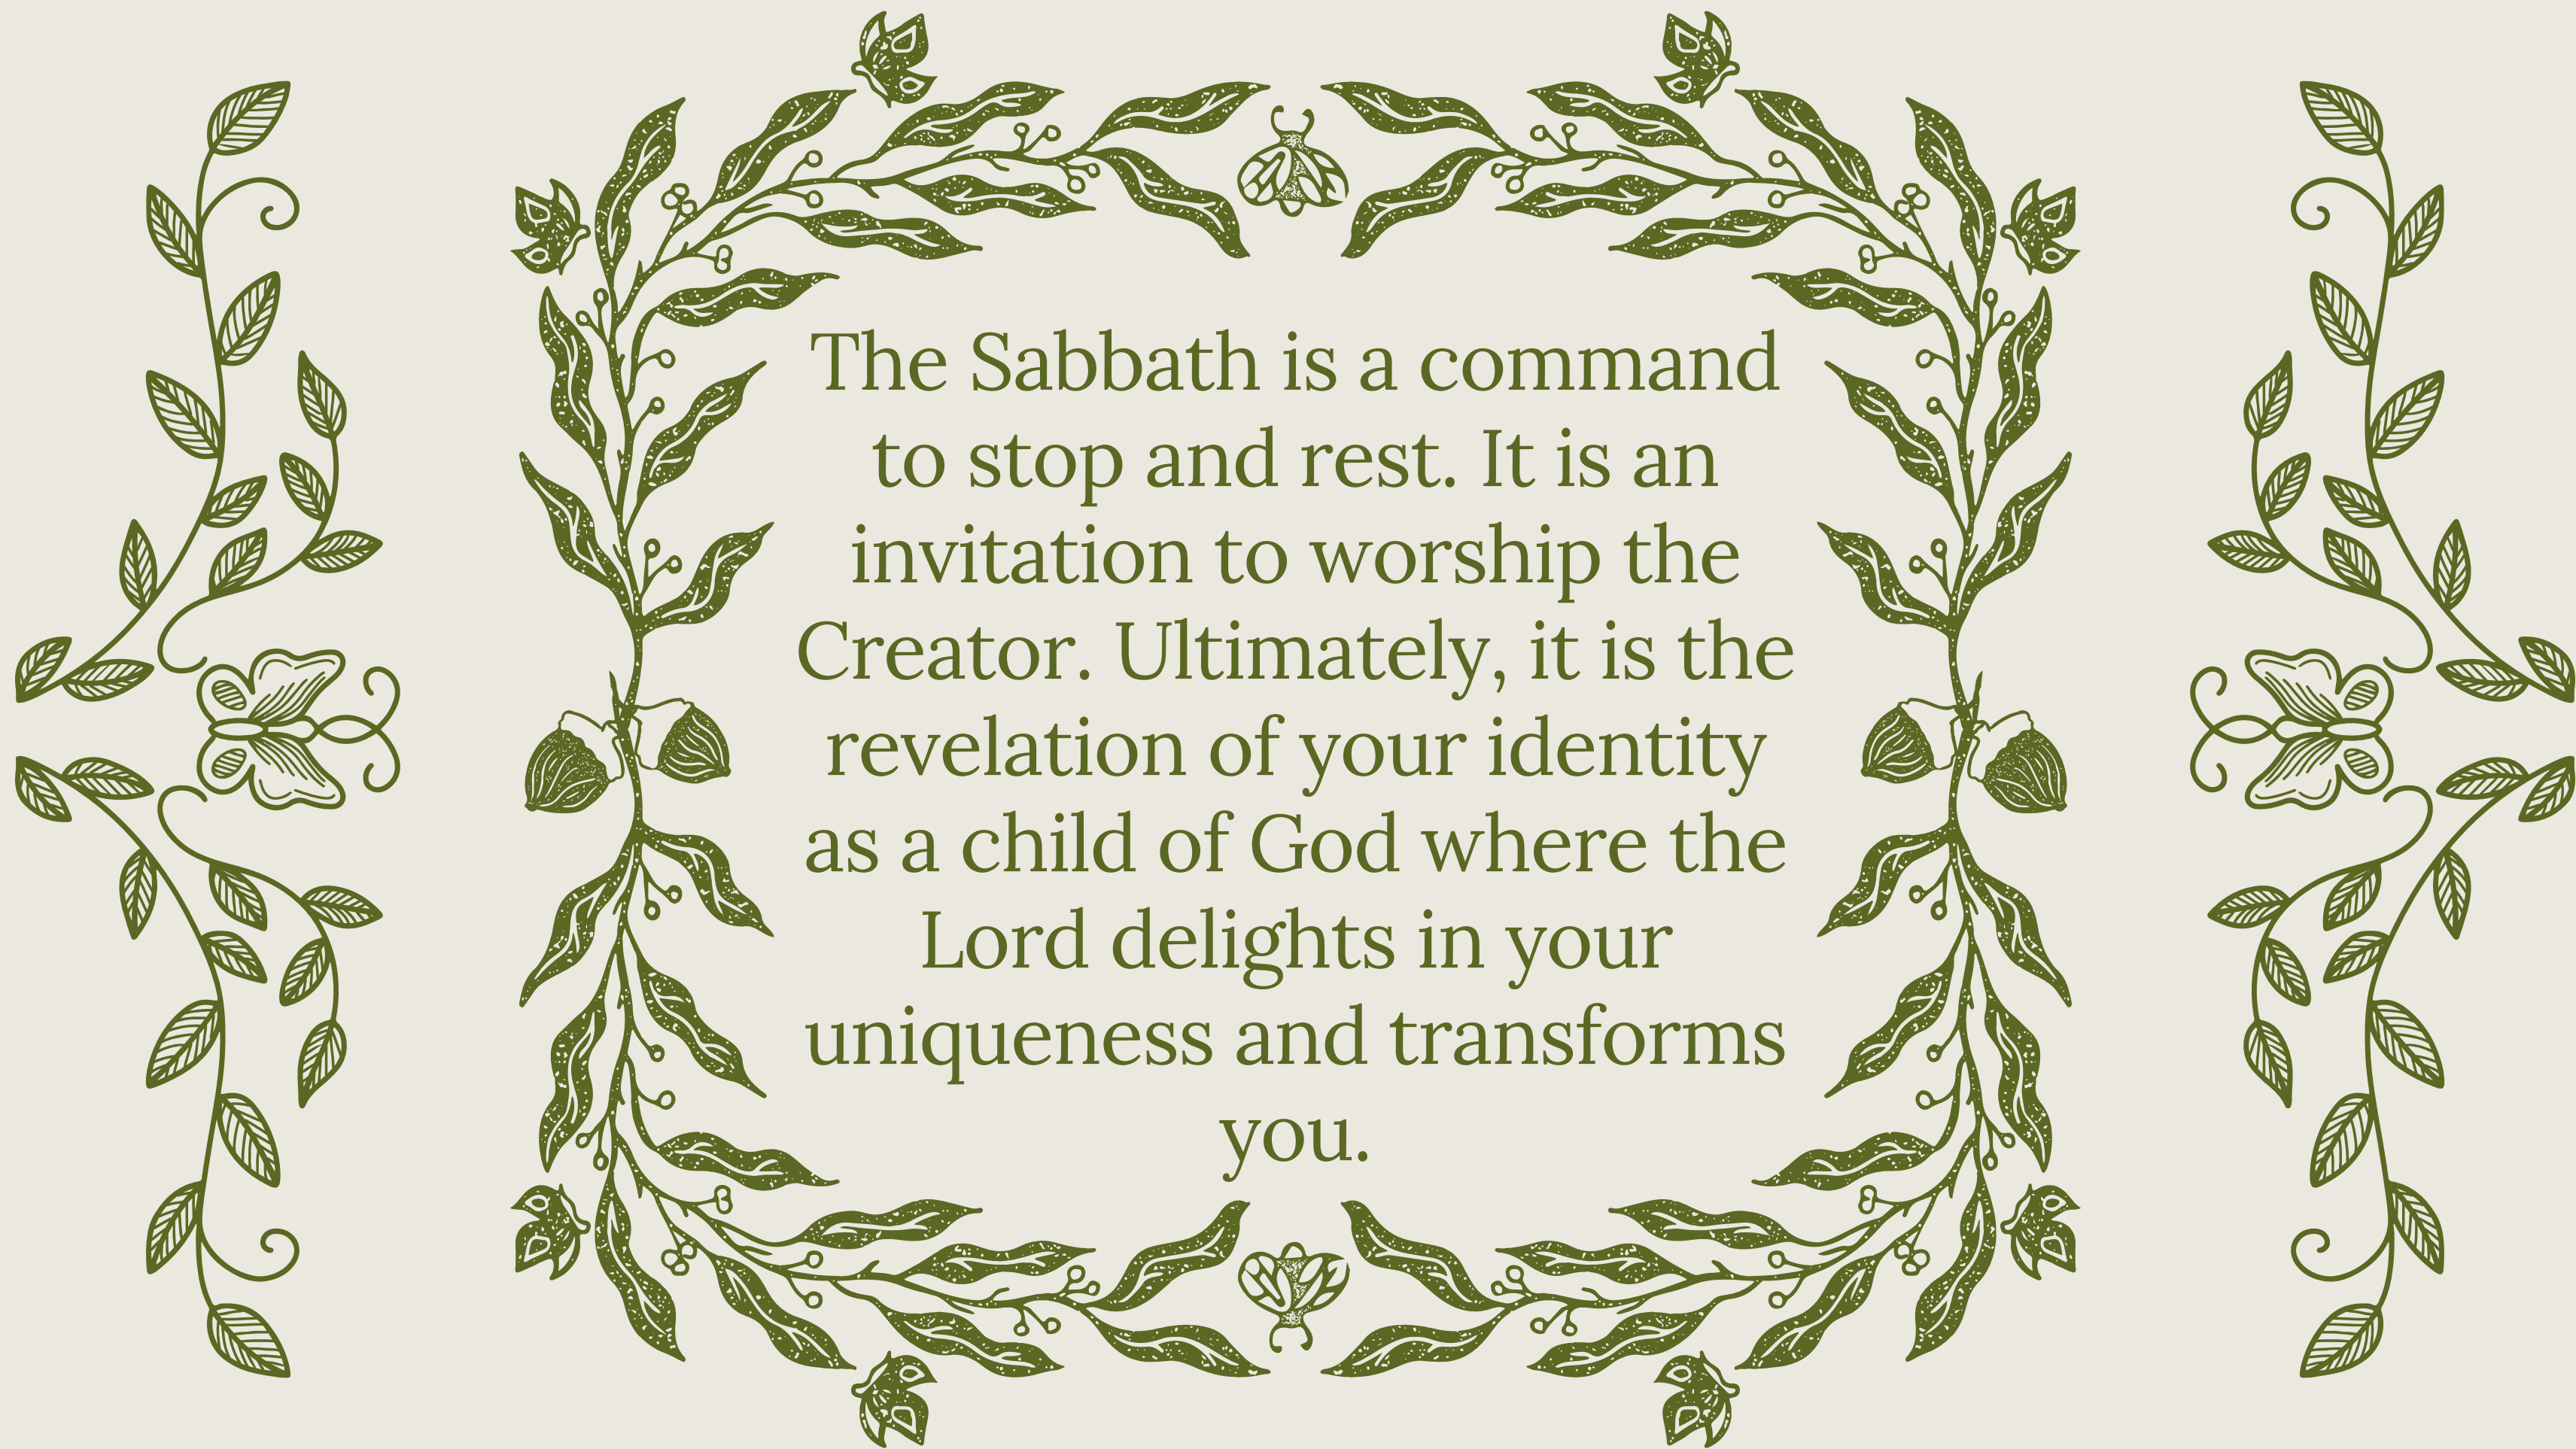 The Sabbath is a command
to stop and rest. It is an
invitation to worship the
Creator. Ultimately, it is the
revelation of your identity
as a child of God where the
Lord delights in your
uniqueness and transforms
you.